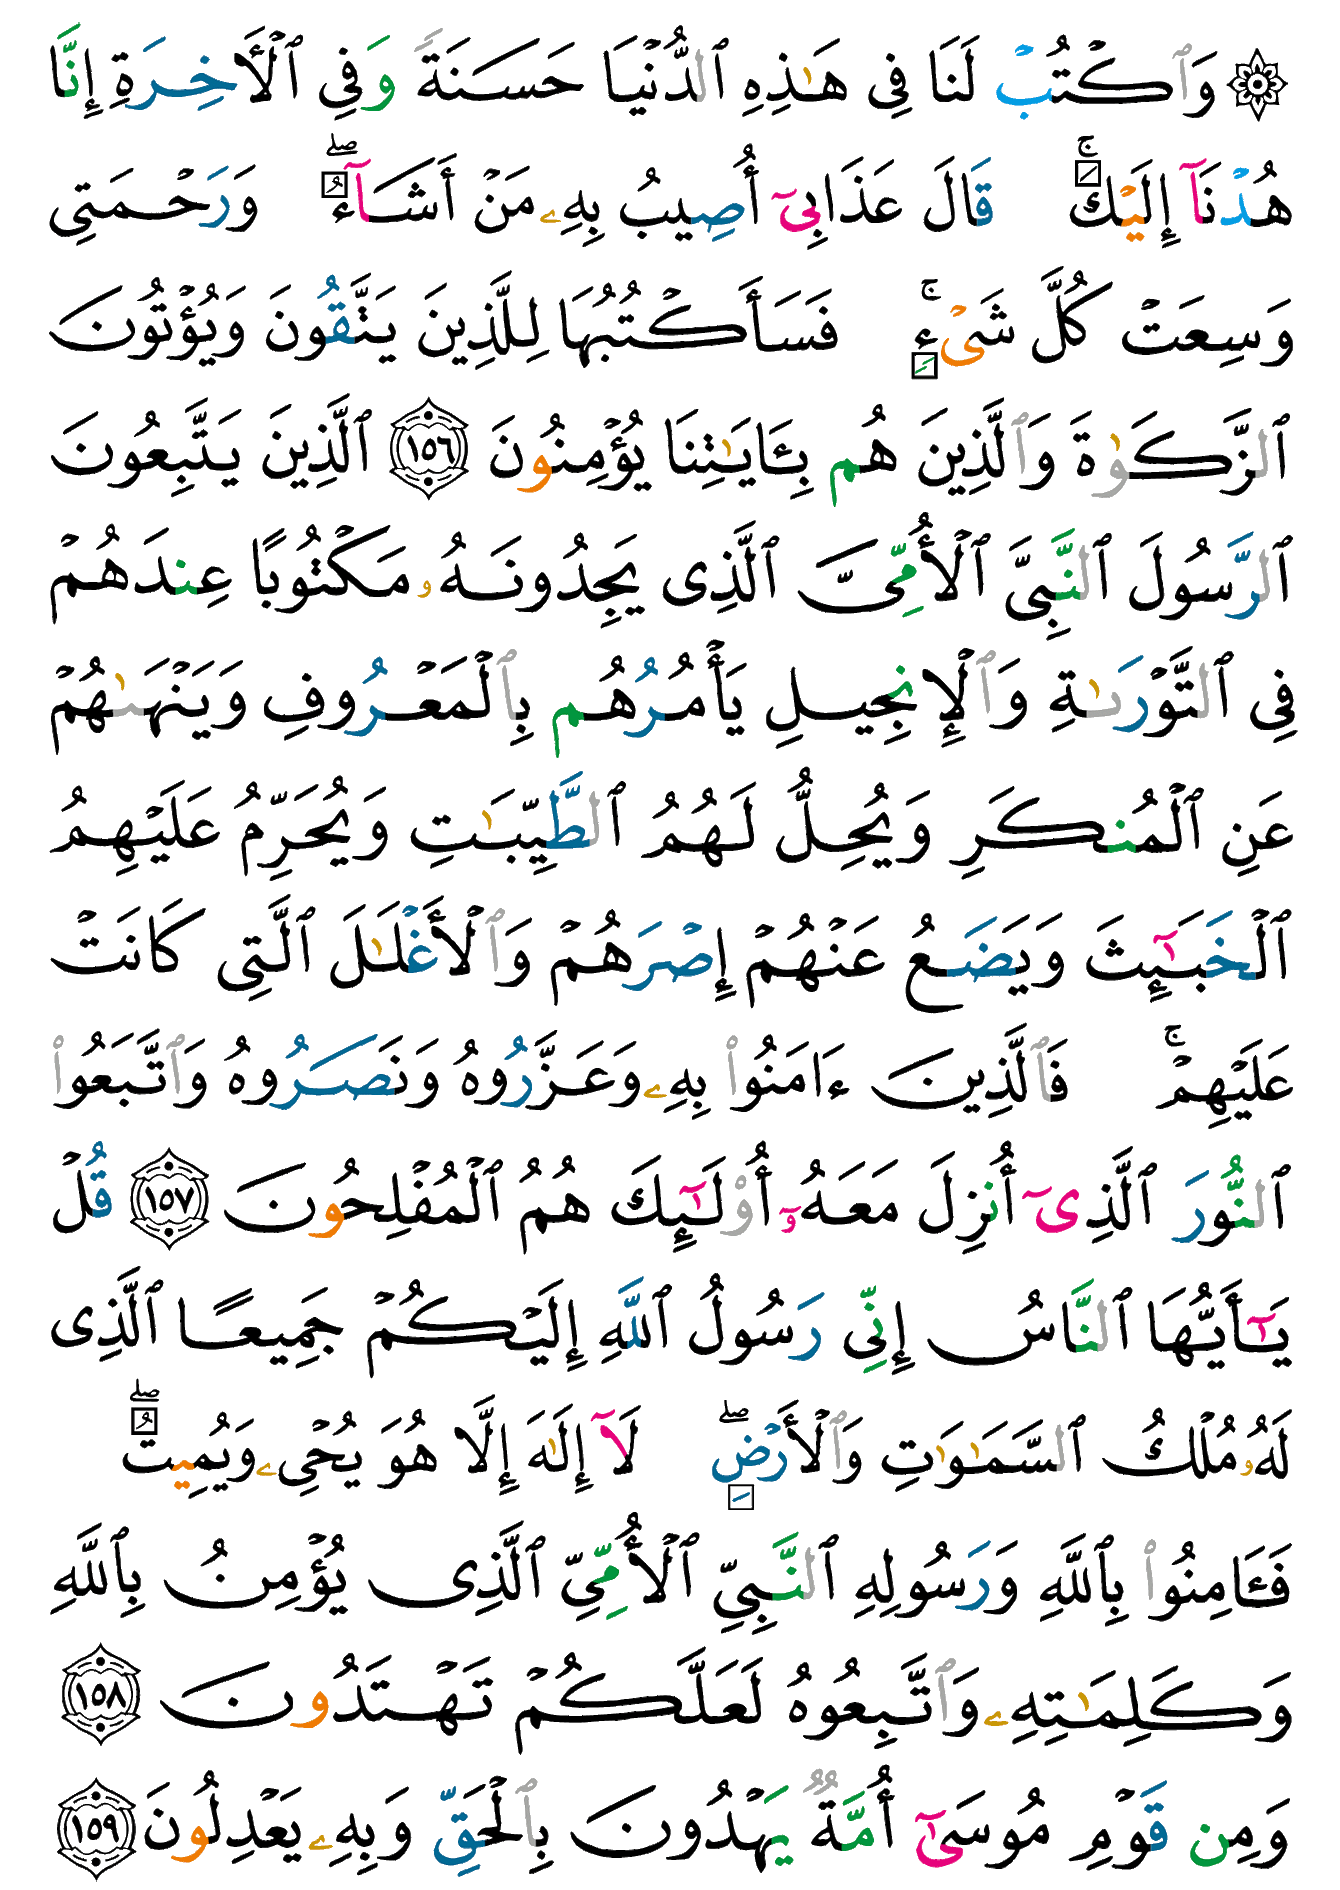 ۞ وَٱكۡتُبۡ لَنَا فِي هَٰذِهِ ٱلدُّنۡيَا حَسَنَةً وَفِي ٱلۡأٓخِرَةِ إِنَّا
هُدۡنَآ إِلَيۡكَۚ قَالَ عَذَابِيٓ أُصِيبُ بِهِۦ مَنۡ أَشَآءُۖ وَرَحۡمَتِي
وَسِعَتۡ كُلَّ شَيۡءٖۚ فَسَأَكۡتُبُهَا لِلَّذِينَ يَتَّقُونَ وَيُؤۡتُونَ
ٱلزَّكَوٰةَ وَٱلَّذِينَ هُم بِـَٔايَٰتِنَا يُؤۡمِنُونَ ١٥٦ ٱلَّذِينَ يَتَّبِعُونَ
ٱلرَّسُولَ ٱلنَّبِيَّ ٱلۡأُمِّيَّ ٱلَّذِي يَجِدُونَهُۥ مَكۡتُوبًا عِندَهُمۡ
فِي ٱلتَّوۡرَىٰةِ وَٱلۡإِنجِيلِ يَأۡمُرُهُم بِٱلۡمَعۡرُوفِ وَيَنۡهَىٰهُمۡ
عَنِ ٱلۡمُنكَرِ وَيُحِلُّ لَهُمُ ٱلطَّيِّبَٰتِ وَيُحَرِّمُ عَلَيۡهِمُ
ٱلۡخَبَٰٓئِثَ وَيَضَعُ عَنۡهُمۡ إِصۡرَهُمۡ وَٱلۡأَغۡلَٰلَ ٱلَّتِي كَانَتۡ
عَلَيۡهِمۡۚ فَٱلَّذِينَ ءَامَنُواْ بِهِۦ وَعَزَّرُوهُ وَنَصَرُوهُ وَٱتَّبَعُواْ
ٱلنُّورَ ٱلَّذِيٓ أُنزِلَ مَعَهُۥٓ أُوْلَٰٓئِكَ هُمُ ٱلۡمُفۡلِحُونَ ١٥٧ قُلۡ
يَٰٓأَيُّهَا ٱلنَّاسُ إِنِّي رَسُولُ ٱللَّهِ إِلَيۡكُمۡ جَمِيعًا ٱلَّذِي
لَهُۥ مُلۡكُ ٱلسَّمَٰوَٰتِ وَٱلۡأَرۡضِۖ لَآ إِلَٰهَ إِلَّا هُوَ يُحۡيِۦ وَيُمِيتُۖ
فَـَٔامِنُواْ بِٱللَّهِ وَرَسُولِهِ ٱلنَّبِيِّ ٱلۡأُمِّيِّ ٱلَّذِي يُؤۡمِنُ بِٱللَّهِ
وَكَلِمَٰتِهِۦ وَٱتَّبِعُوهُ لَعَلَّكُمۡ تَهۡتَدُونَ ١٥٨
وَمِن قَوۡمِ مُوسَىٰٓ أُمَّةٞ يَهۡدُونَ بِٱلۡحَقِّ وَبِهِۦ يَعۡدِلُونَ ١٥٩